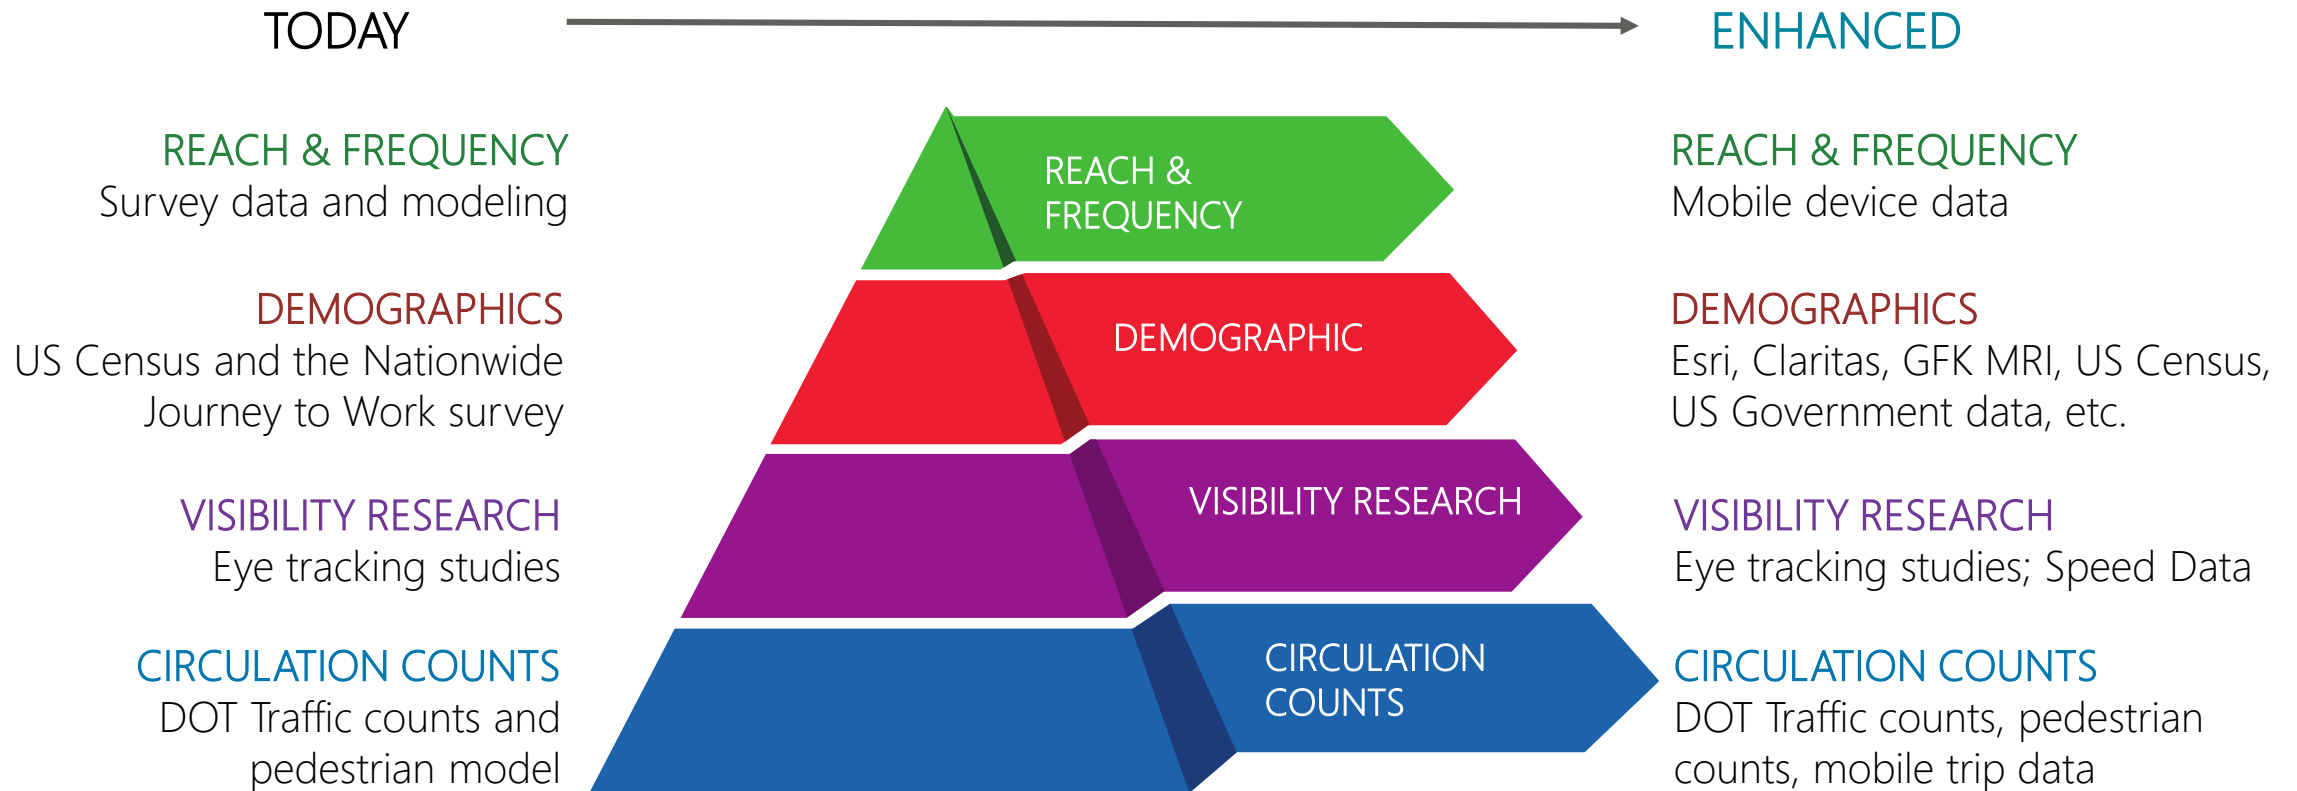 TODAY
ENHANCED
REACH & FREQUENCY
Survey data and modeling
DEMOGRAPHICS
US Census and the Nationwide
Journey to Work survey
VISIBILITY RESEARCH
Eye tracking studies
CIRCULATION COUNTS
DOT Traffic counts and
pedestrian model
REACH &
FREQUENCY
DEMOGRAPHIC
VISIBILITY RESEARCH
CIRCULATION
COUNTS
REACH & FREQUENCY
Mobile device data
DEMOGRAPHICS
Esri, Claritas, GFK MRI, US Census,
US Government data, etc.
VISIBILITY RESEARCH
Eye tracking studies; Speed Data
CIRCULATION COUNTS
DOT Traffic counts, pedestrian
counts, mobile trip data